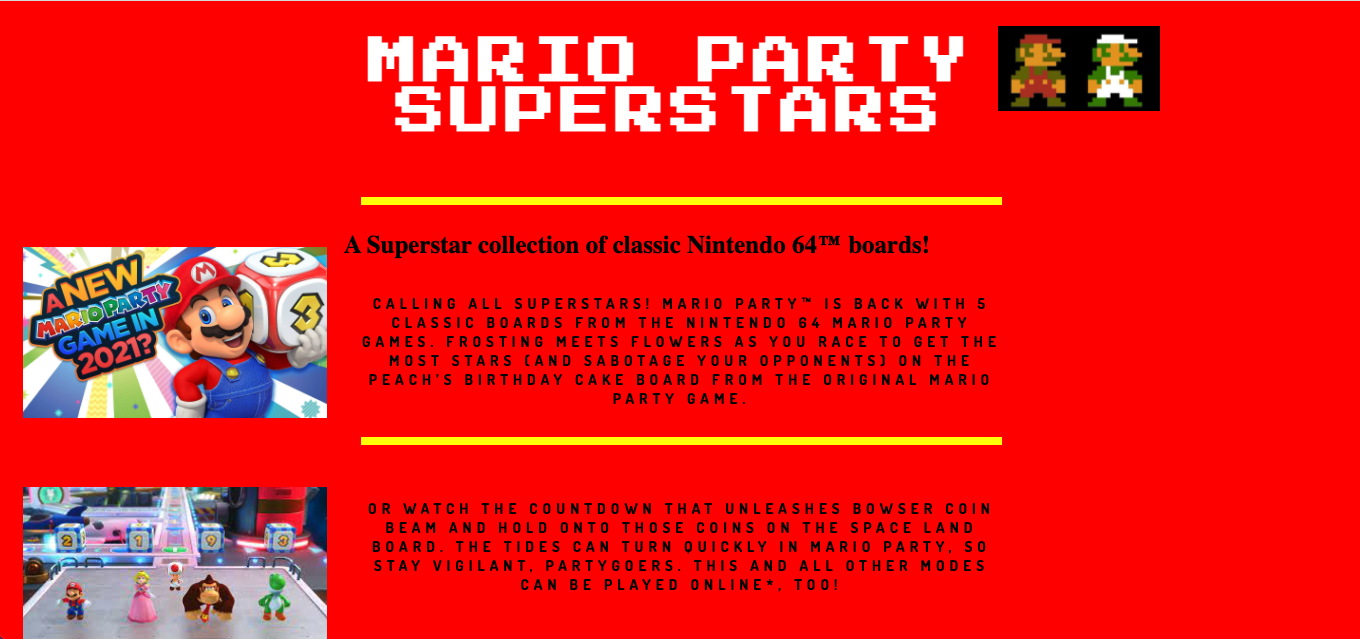 MARIO PARTY
SUPERSTARS
A Superstar collection of classic Nintendo 64™ boards!
A NEW
MARIO PARTY
GAME IN
2021?
3
CALLING ALL SUPERSTARS! MARIO PARTY™ IS BACK WITH 5
CLASSIC BOARDS FROM THE NINTENDO 64 MARIO PARTY
GAMES. FROSTING MEETS FLOWERS AS YOU RACE TO GET THE
MOST STARS (AND SABOTAGE YOUR OPPONENTS) ON THE
PEACH'S BIRTHDAY CAKE BOARD FROM THE ORIGINAL MARIO
PARTY GAME.
OR WATCH THE COUNTDOWN THAT UNLEASHES BOWSER COIN
BEAM AND HOLD ONTO THOSE COINS ON THE SPACE LAND
BOARD. THE TIDES CAN TURN QUICKLY IN MARIO PARTY, SO
STAY VIGILANT, PARTYGOERS. THIS AND ALL OTHER MODES
CAN BE PLAYED ONLINE*, TOO!
2 1 9 3